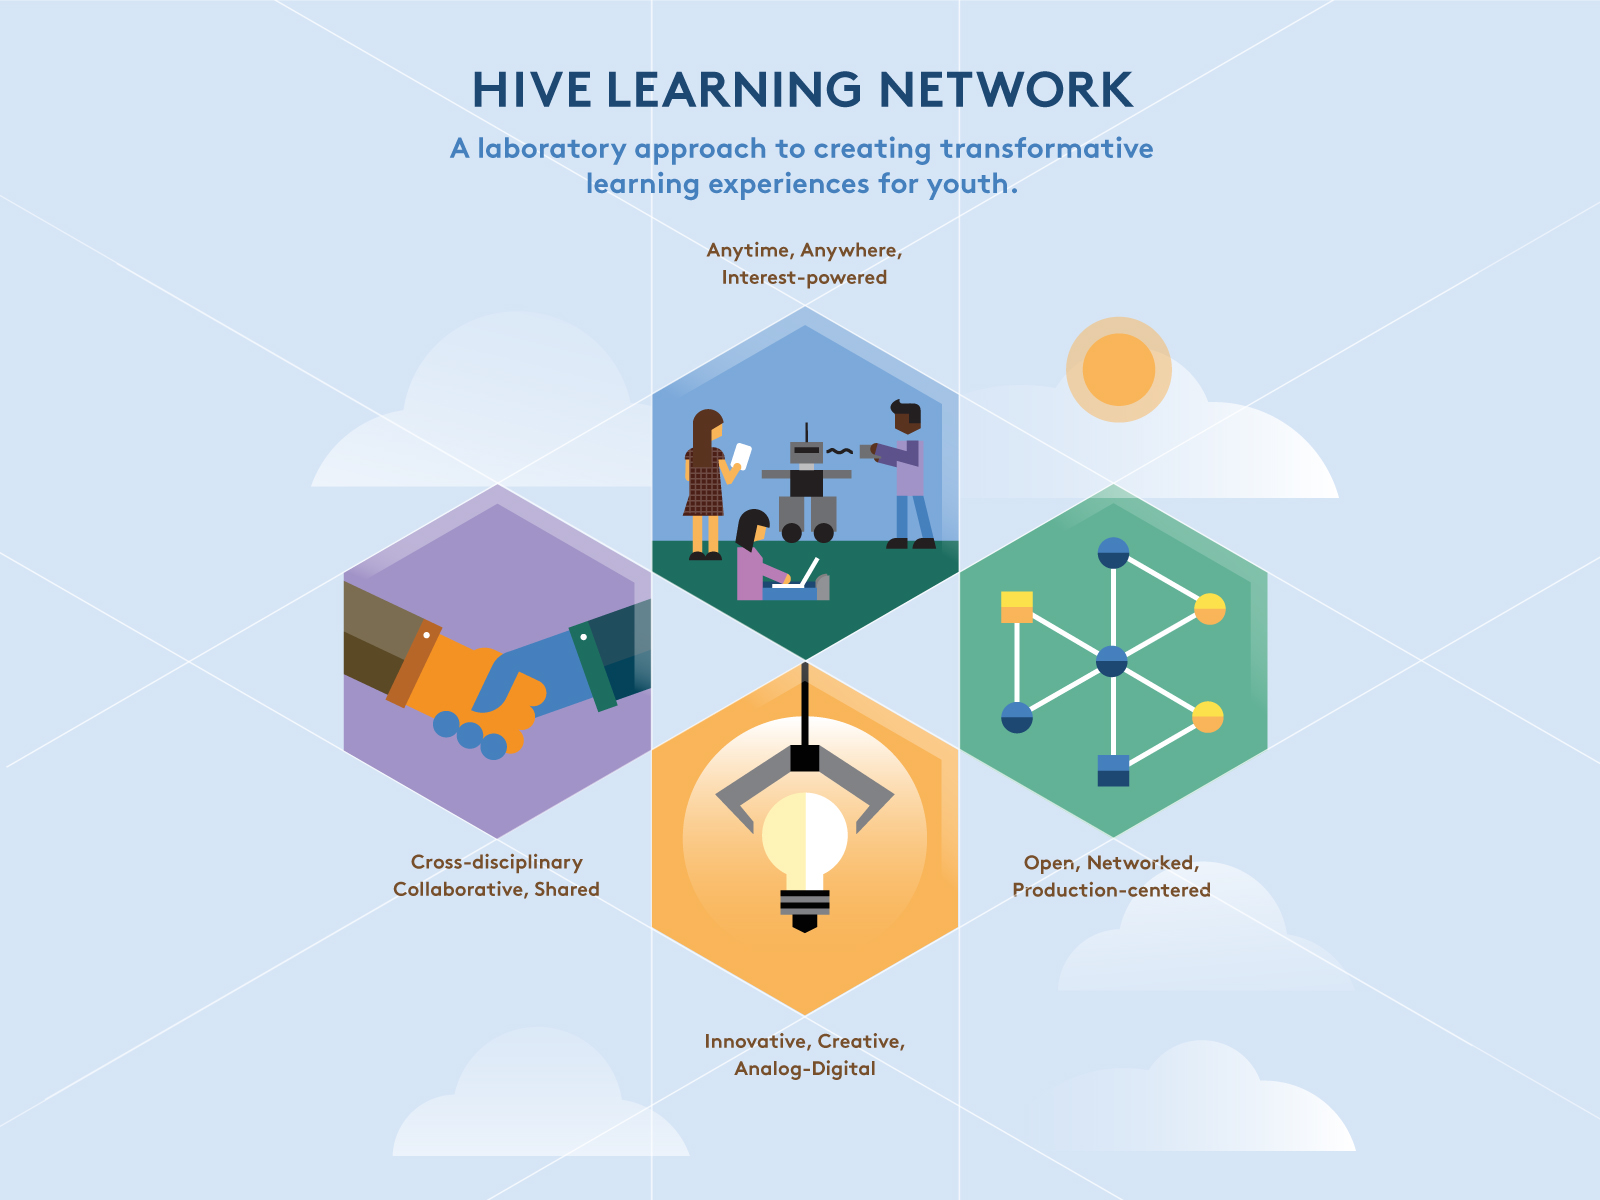 HIVE LEARNING NETWORK
A laboratory approach to creating transformative
learning experiences for youth.
Anytime, Anywhere,
Interest-powered
Cross-disciplinary
Collaborative, Shared
Open, Networked,
Production-centered
Innovative, Creative,
Analog-Digital